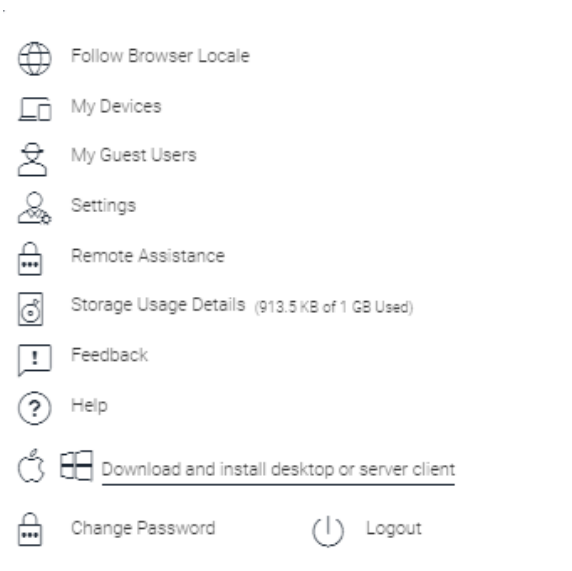 Follow Browser Locale
My Devices
My Guest Users
Settings
Remote Assistance
Storage Usage Details (913.5 KB of 1 GB Used)
Feedback
Help
Download and install desktop or server client
Change Password Logout